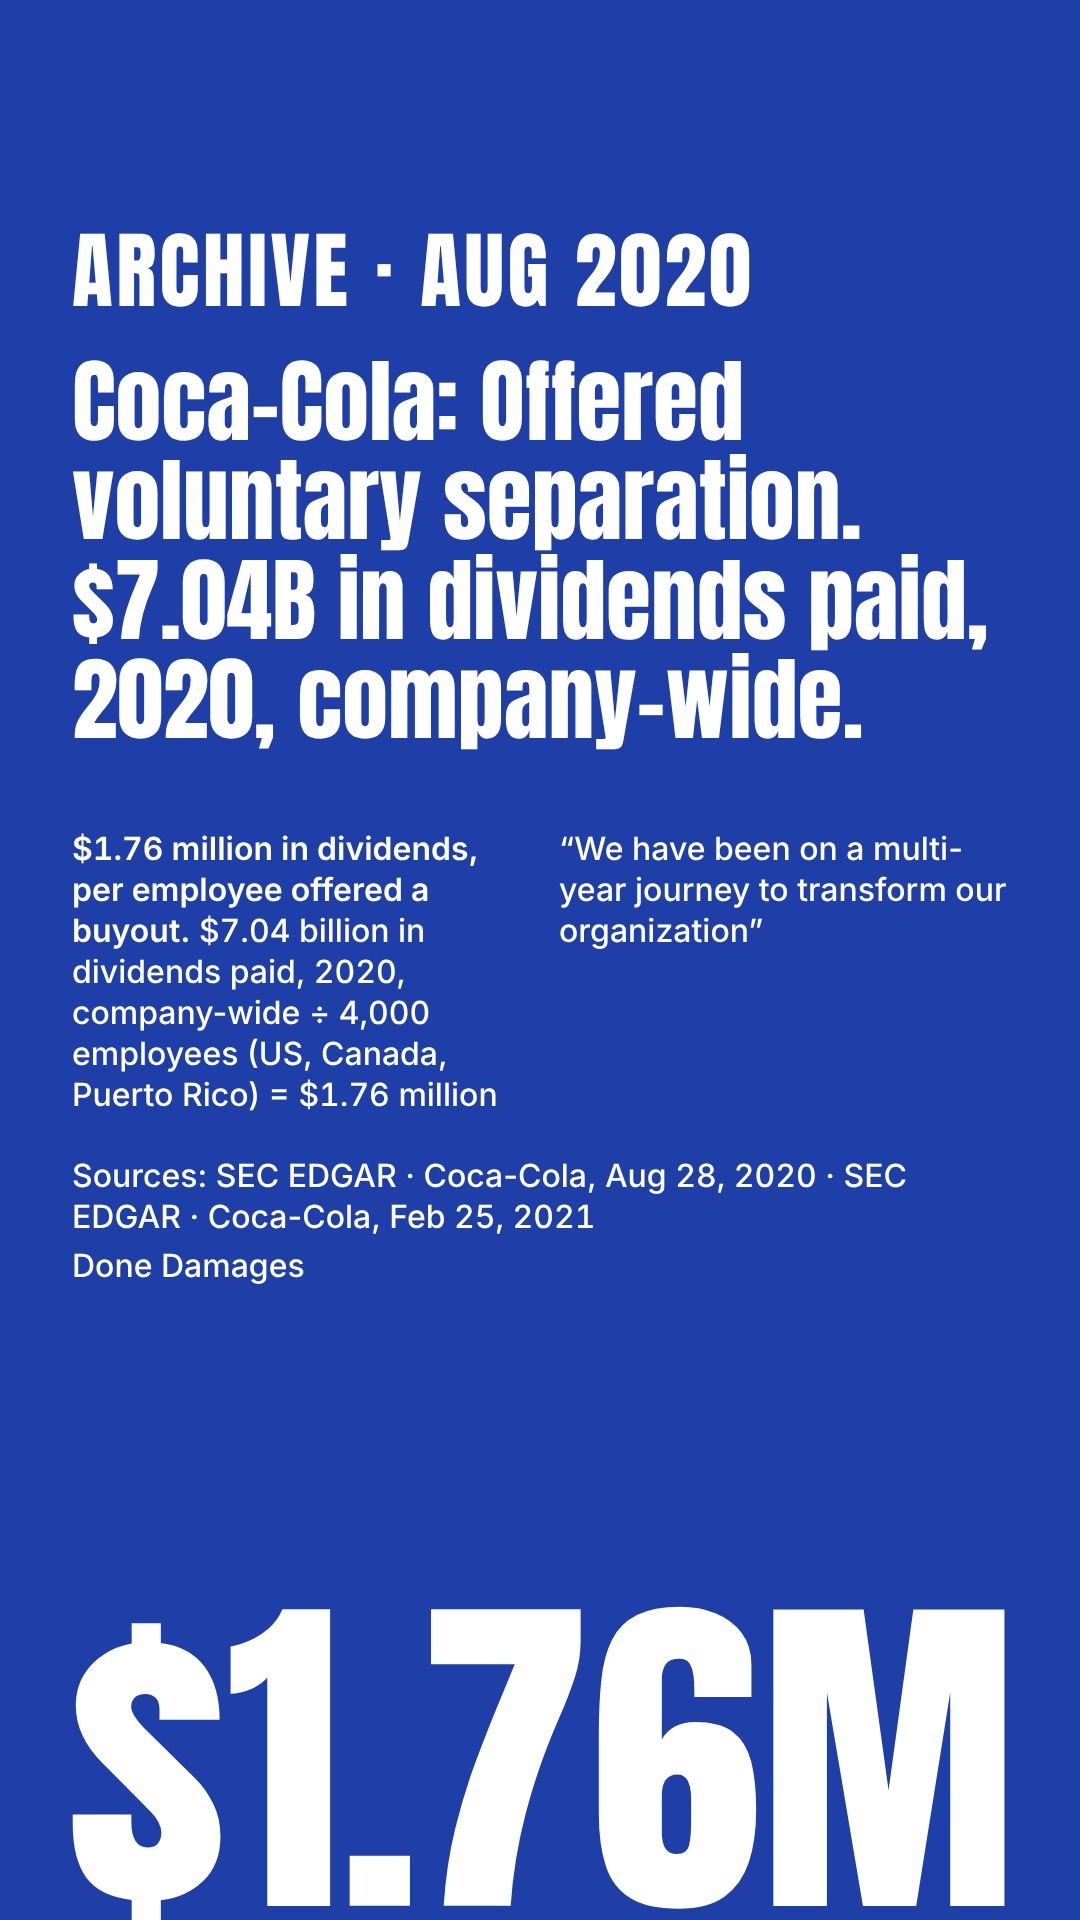 ARCHIVE · AUG 2020
Coca-Cola: Offered
voluntary separation.
$7.04B in dividends paid,
2020, company-wide.
$1.76 million in dividends,
per employee offered a
buyout. $7.04 billion in
dividends paid, 2020,
company-wide ÷ 4,000
employees (US, Canada,
Puerto Rico) = $1.76 million
“We have been on a multi-
year journey to transform our
organization”
Sources: SEC EDGAR · Coca-Cola, Aug 28, 2020 · SEC
EDGAR · Coca-Cola, Feb 25, 2021
Done Damages
$1.76M